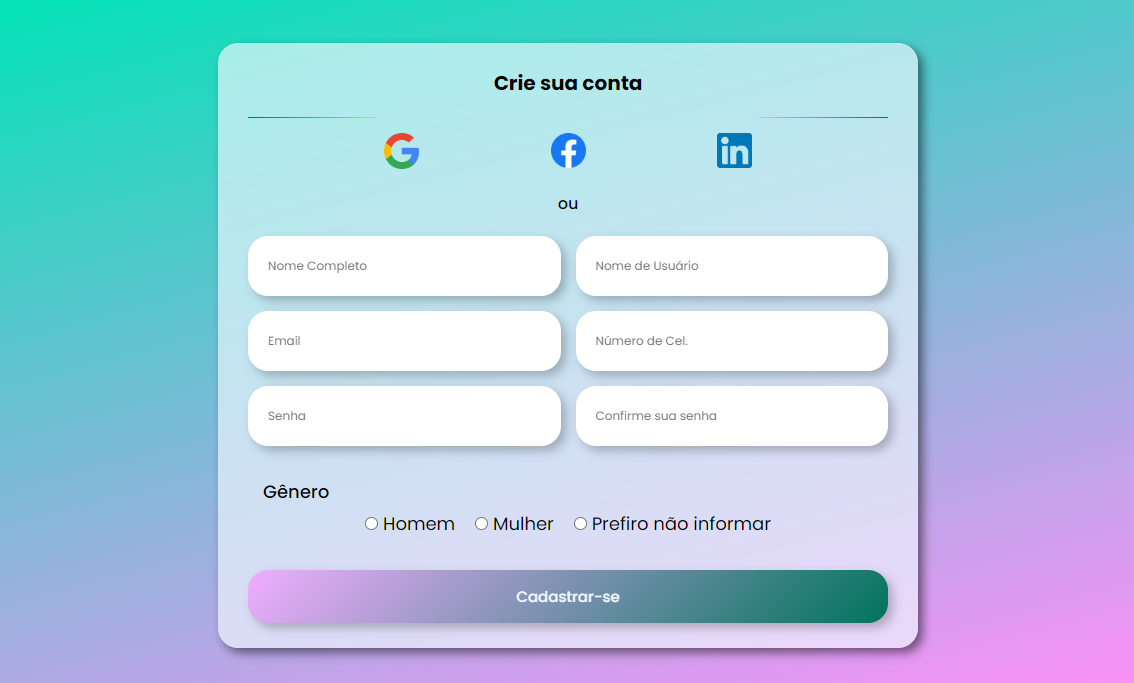 Crie sua conta
ou
Nome Completo
Nome de Usuário
Email
Número de Cel.
Senha
Confirme sua senha
Gênero
Homem Mulher Prefiro não informar
Cadastrar-se